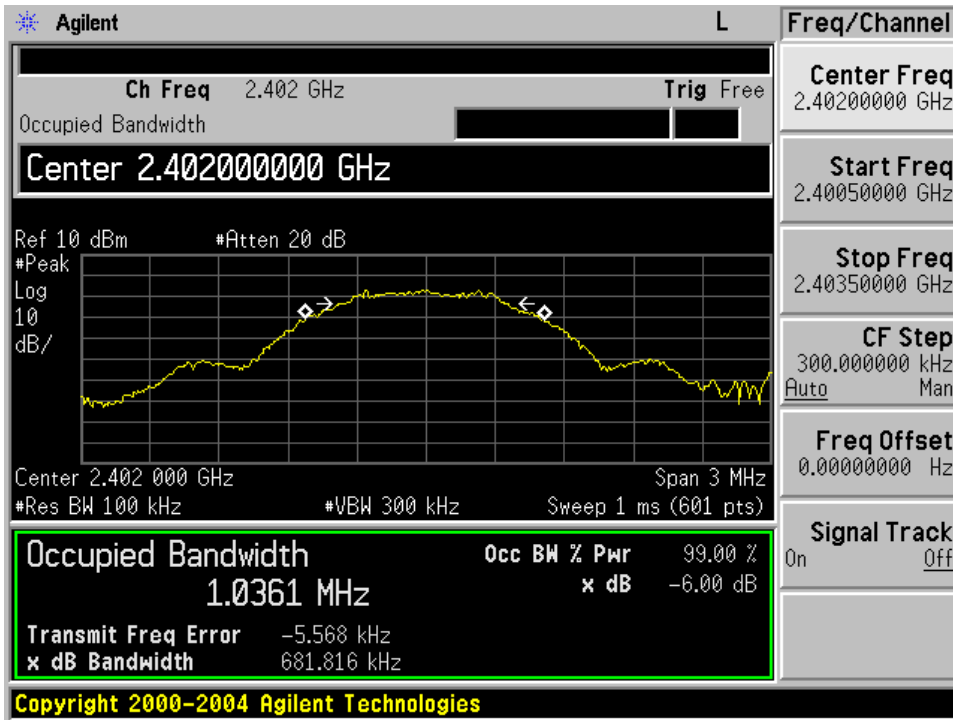 Agilent L Freq/Channel
Ch Freq 2.402 GHz Trig Free
Occupied Bandwidth
Center 2.402000000 GHz
Ref 10 dBm #Atten 20 dB
#Peak
Log
10
dB/
Center 2.402 000 GHz Span 3 MHz
#Res BW 100 kHz #VBW 300 kHz Sweep 1 ms (601 pts)
Occupied Bandwidth Occ BW % Pwr 99.00 %
1.0361 MHz x dB -6.00 dB
Transmit Freq Error -5.568 kHz
x dB Bandwidth 681.816 kHz
Copyright 2000-2004 Agilent Technologies
Center Freq
2.40200000 GHz
Start Freq
2.40050000 GHz
Stop Freq
2.40350000 GHz
CF Step
300.000000 kHz
Auto Man
Freq Offset
0.00000000 Hz
Signal Track
On Off